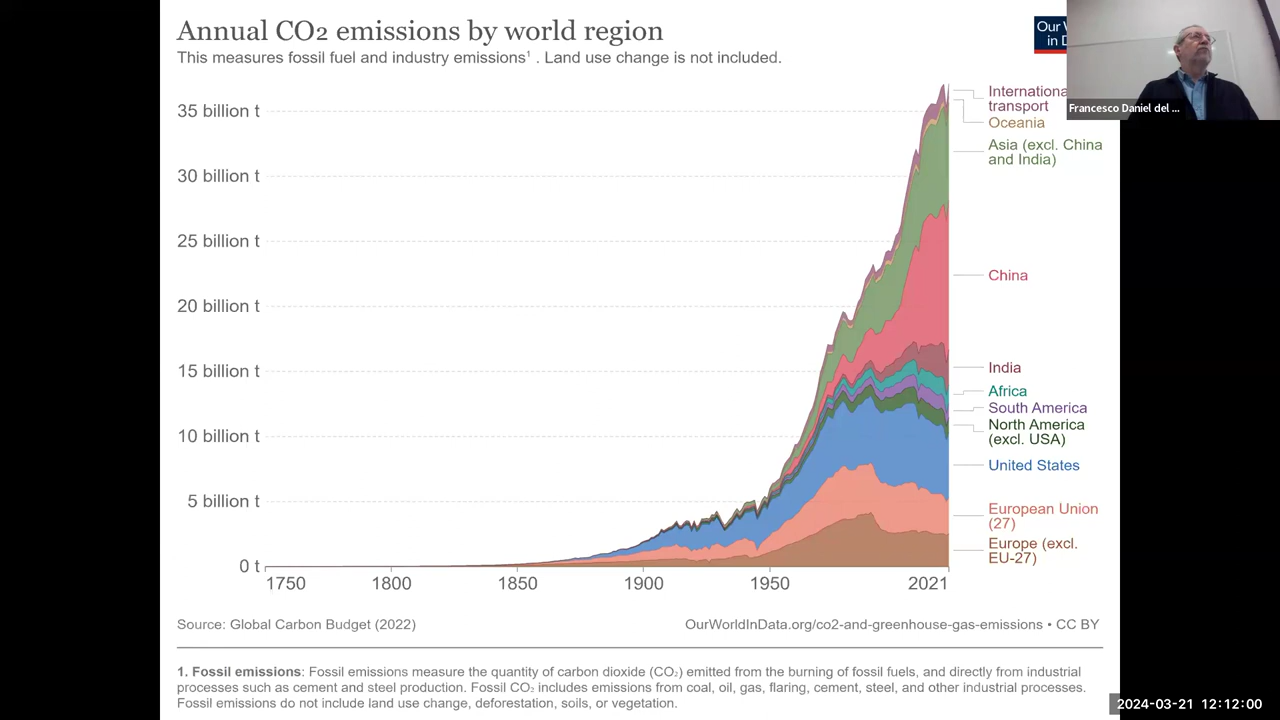 Annual CO2 emissions by world region
This measures fossil fuel and industry emissions¹ . Land use change is not included.
Our W
in D
Francesco Daniel del ...
35 billion t
30 billion t
25 billion t
20 billion t
15 billion t
10 billion t
5 billion t
0 t
1750
1800
1850
1900
1950
2021
Internationa
transport
Oceania
Asia (excl. China
and India)
China
India
Africa
South America
North America
(excl. USA)
United States
European Union
(27)
Europe (excl.
EU-27)
Source: Global Carbon Budget (2022)
OurWorldInData.org/co2-and-greenhouse-gas-emissions • CC BY
1. Fossil emissions: Fossil emissions measure the quantity of carbon dioxide (CO₂) emitted from the burning of fossil fuels, and directly from industrial
processes such as cement and steel production. Fossil CO₂ includes emissions from coal, oil, gas, flaring, cement, steel, and other industrial processes.
Fossil emissions do not include land use change, deforestation, soils, or vegetation.
2024-03-21 12:12:00